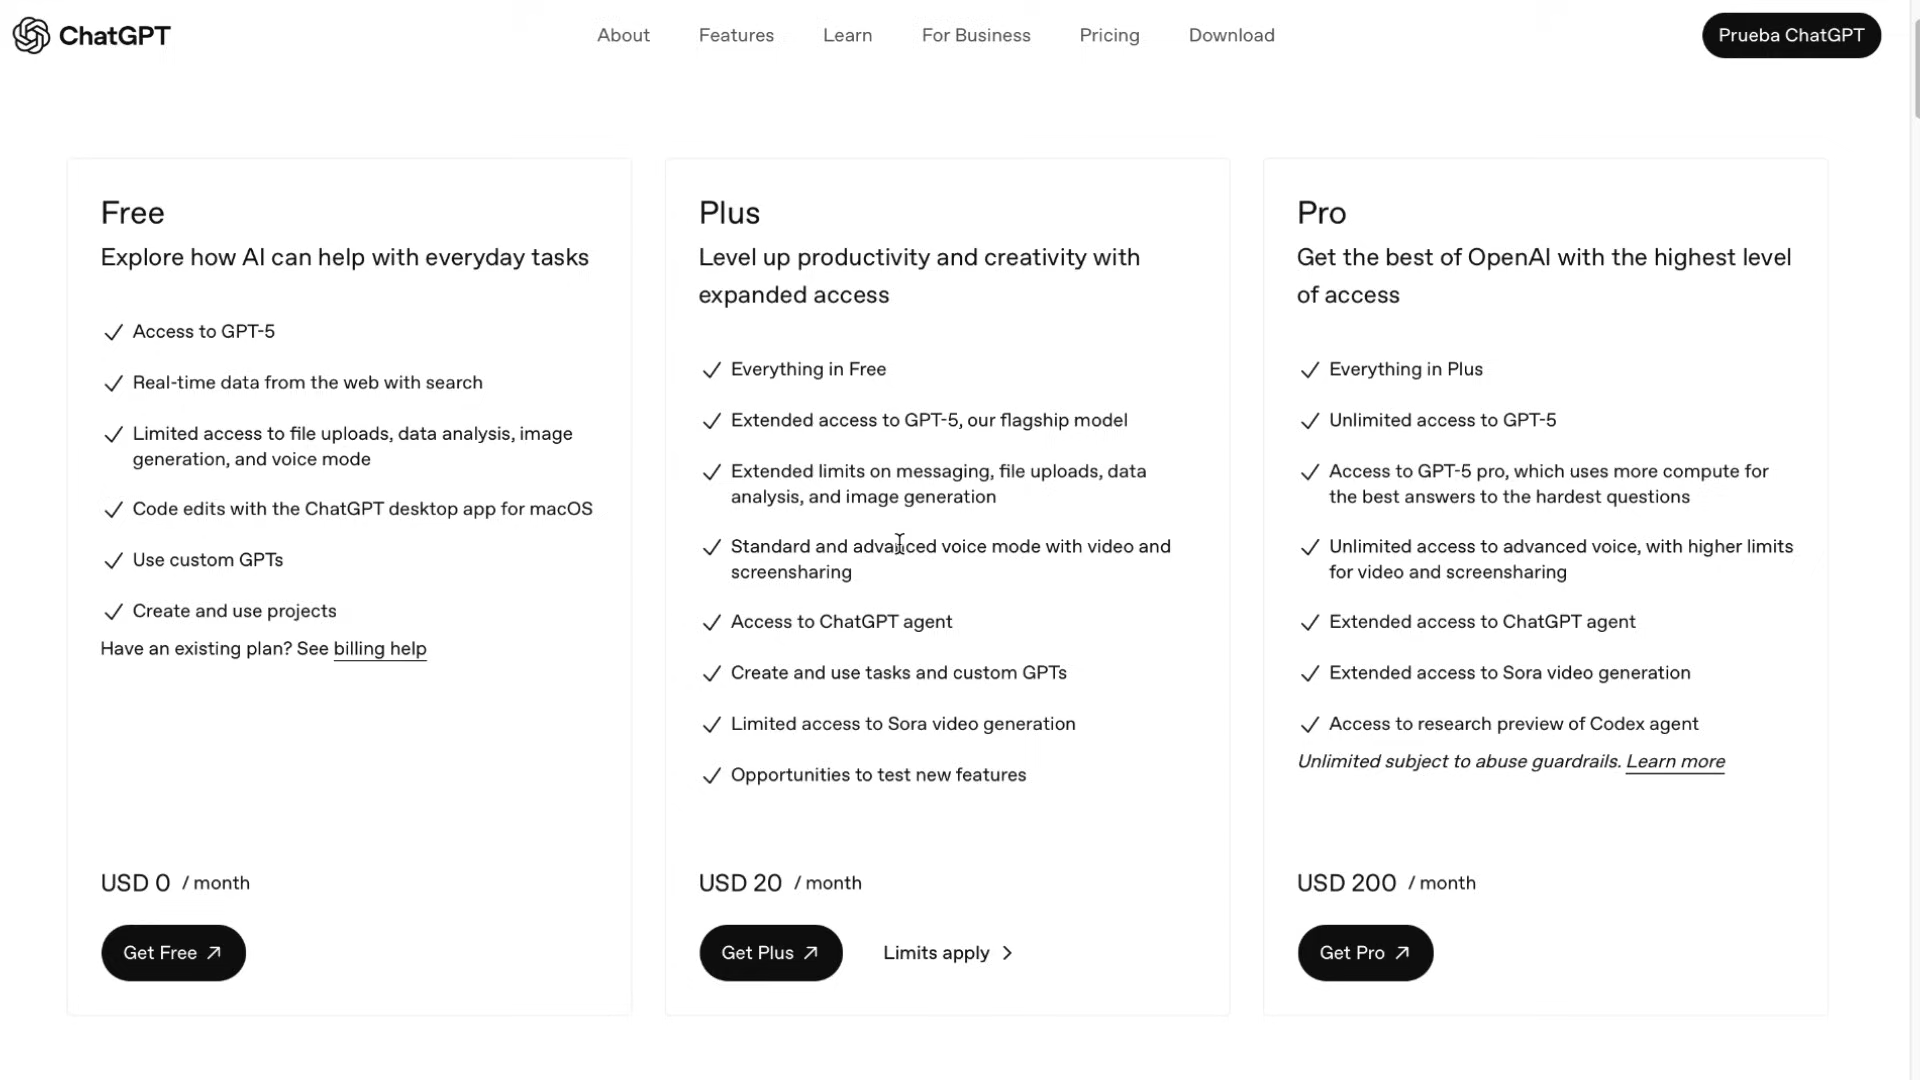 ChatGPT
About
Features
Learn
For Business
Pricing
Download
Prueba ChatGPT
Free
Explore how AI can help with everyday tasks
Access to GPT-5
Real-time data from the web with search
Limited access to file uploads, data analysis, image
generation, and voice mode
Code edits with the ChatGPT desktop app for macOS
Use custom GPTs
Create and use projects
Have an existing plan? See billing help
USD 0 / month
Get Free
Plus
Level up productivity and creativity with
expanded access
Everything in Free
Extended access to GPT-5, our flagship model
Extended limits on messaging, file uploads, data
analysis, and image generation
Standard and advanced voice mode with video and
screensharing
Access to ChatGPT agent
Create and use tasks and custom GPTs
Limited access to Sora video generation
Opportunities to test new features
USD 20 / month
Get Plus
Limits apply
Pro
Get the best of OpenAI with the highest level
of access
Everything in Plus
Unlimited access to GPT-5
Access to GPT-5 pro, which uses more compute for
the best answers to the hardest questions
Unlimited access to advanced voice, with higher limits
for video and screensharing
Extended access to ChatGPT agent
Extended access to Sora video generation
Access to research preview of Codex agent
Unlimited subject to abuse guardrails. Learn more
USD 200 / month
Get Pro